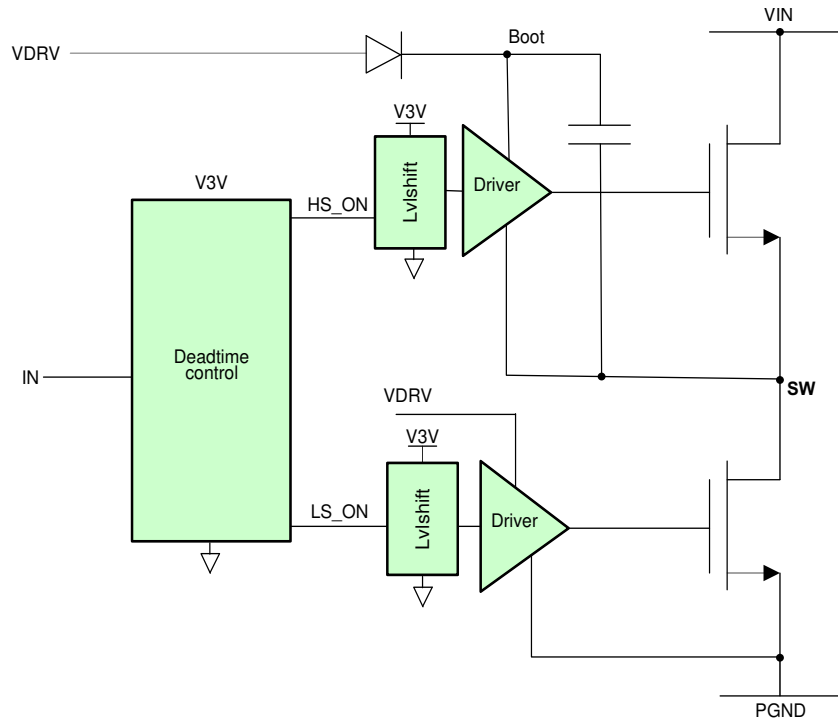 VIN
Boot
VDRV
V3V
Lvlshift
Driver
V3V
HS_ON
Deadtime
control
IN
SW
VDRV
V3V
LS_ON
Lvlshift
Driver
PGND